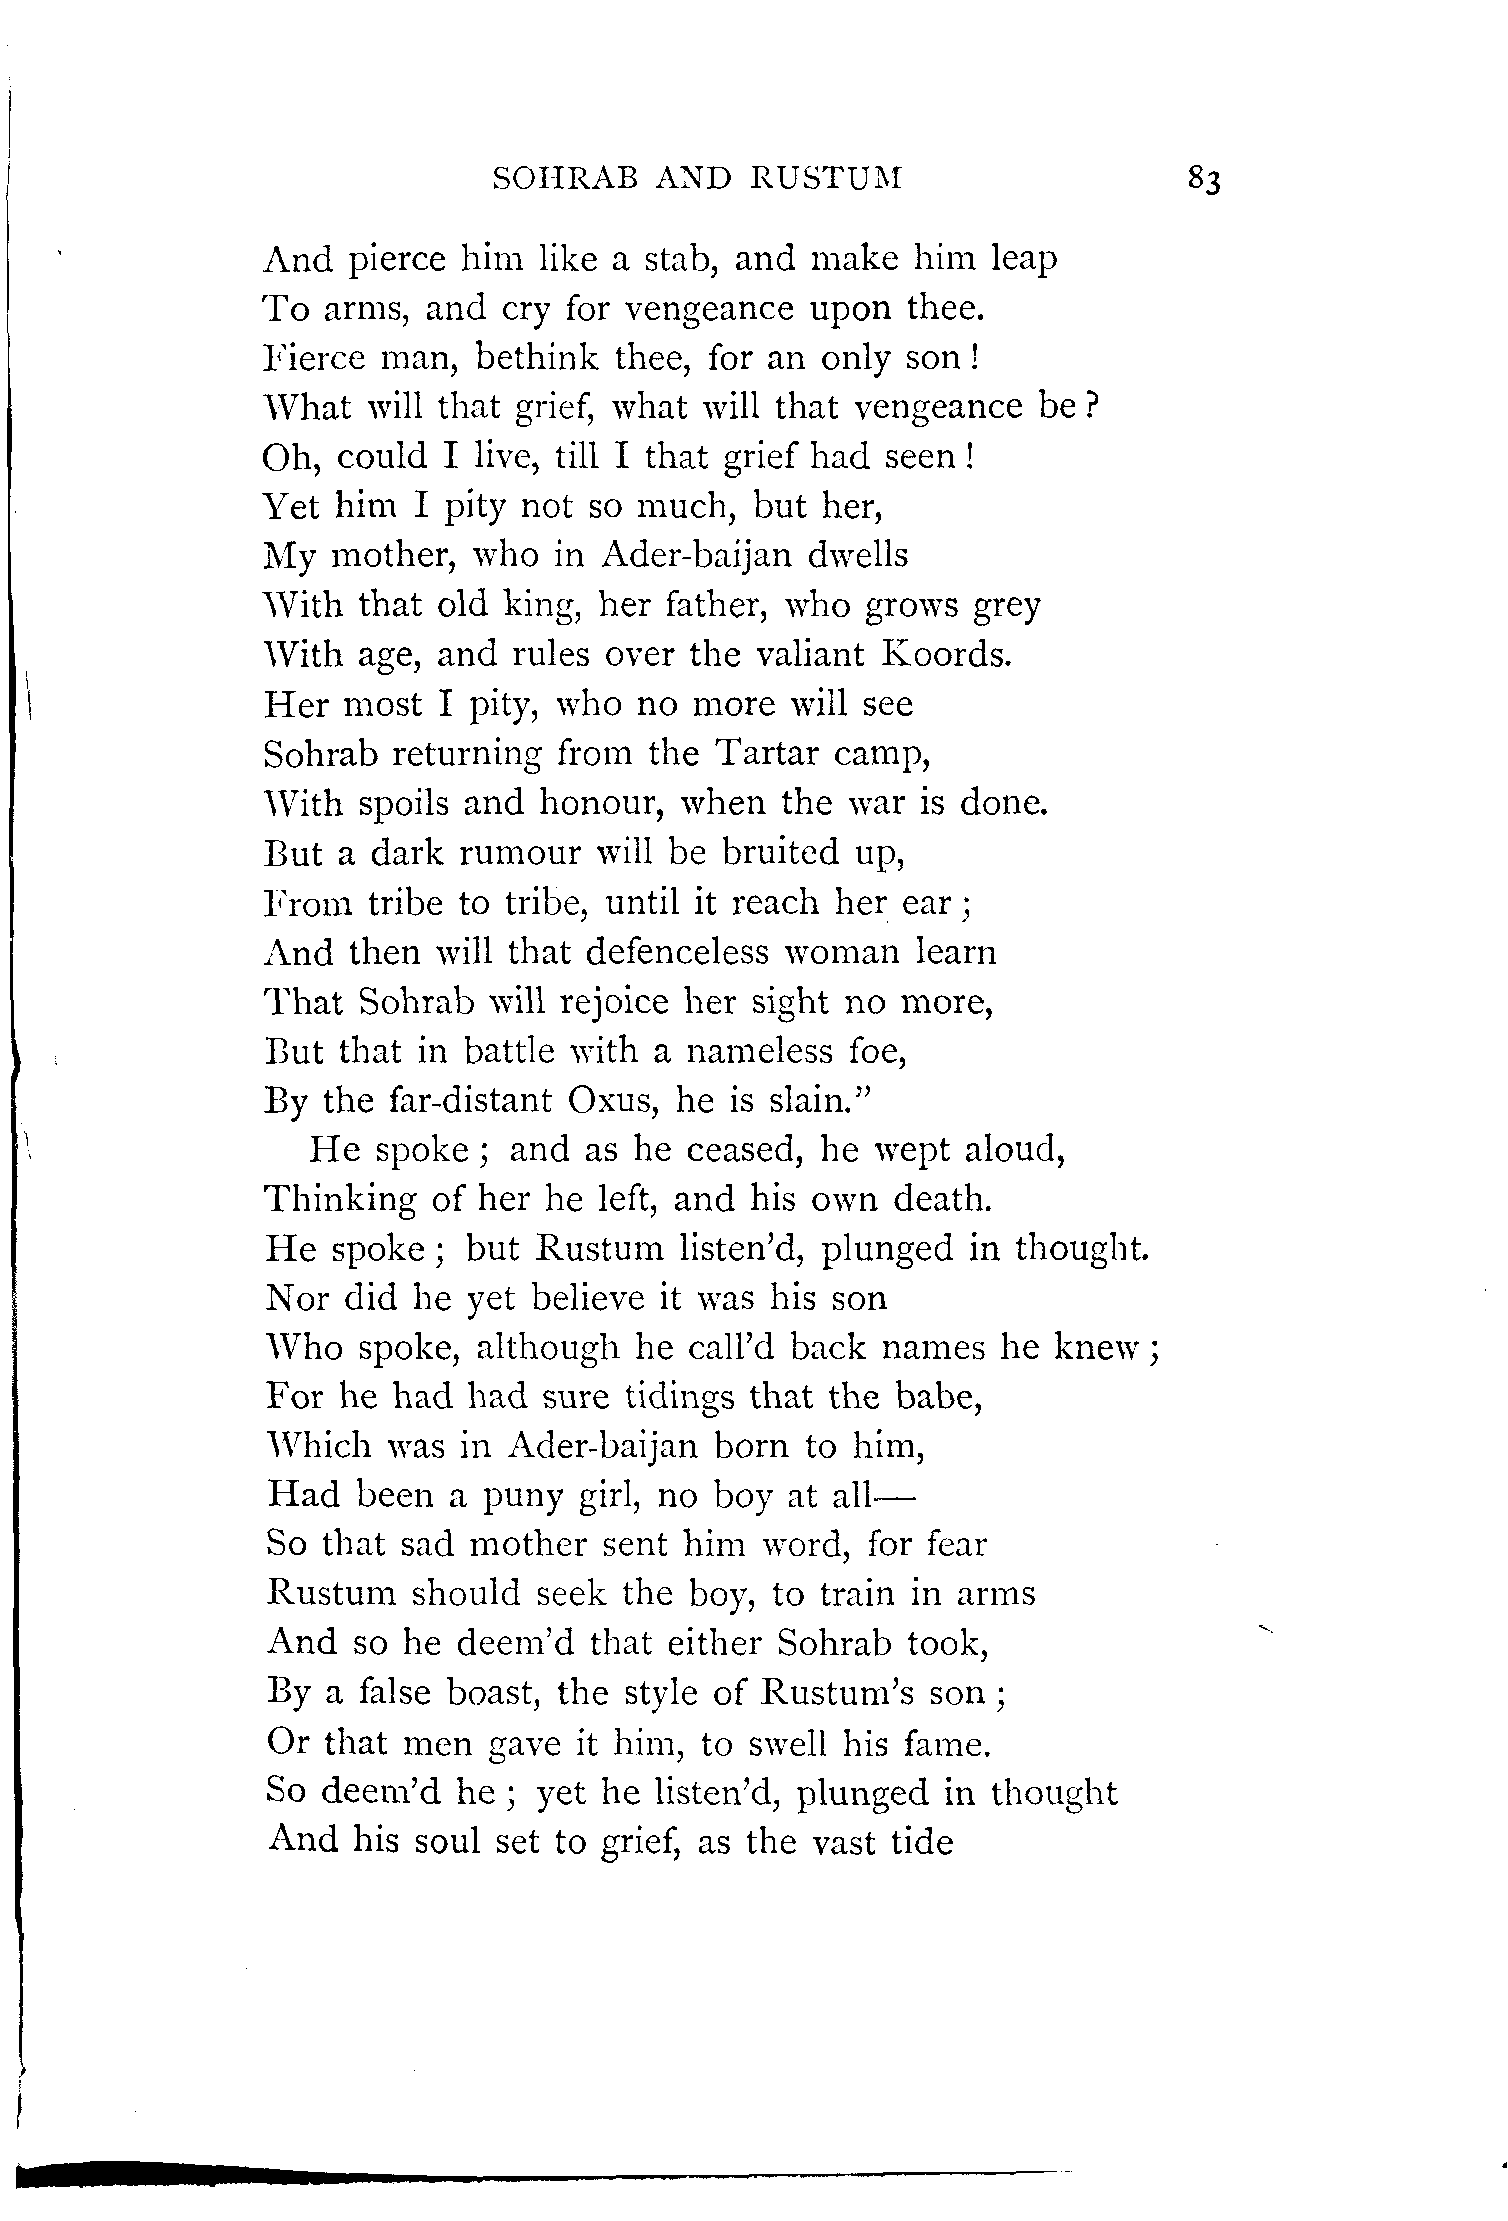 SOHRAB AND RUSTUM 83
And pierce him like a stab, and make him leap
To arms, and cry for vengeance upon thee.
Fierce man, bethink thee, for an only son !
What will that grief, what will that vengeance be ?
Oh, could I live, till I that grief had seen !
Yet him I pity not so much, but her,
My mother, who in Ader-baijan dwells
With that old king, her father, who grows grey
With age, and rules over the valiant Koords.
Her most I pity, who no more will see
Sohrab returning from the Tartar camp,
With spoils and honour, when the war is done.
But a dark rumour will be bruited up,
From tribe to tribe, until it reach her ear ;
And then will that defenceless woman learn
That Sohrab will rejoice her sight no more,
But that in battle with a nameless foe,
By the far-distant Oxus, he is slain.”
He spoke ; and as he ceased, he wept aloud,
Thinking of her he left, and his own death.
He spoke ; but Rustum listen’d, plunged in thought.
Nor did he yet believe it was his son
Who spoke, although he call’d back names he knew ;
For he had had sure tidings that the babe,
Which was in Ader-baijan born to him,
Had been a puny girl, no boy at all—
So that sad mother sent him word, for fear
Rustum should seek the boy, to train in arms
And so he deem’d that either Sohrab took,
By a false boast, the style of Rustum’s son ;
Or that men gave it him, to swell his fame.
So deem’d he ; yet he listen’d, plunged in thought
And his soul set to grief, as the vast tide